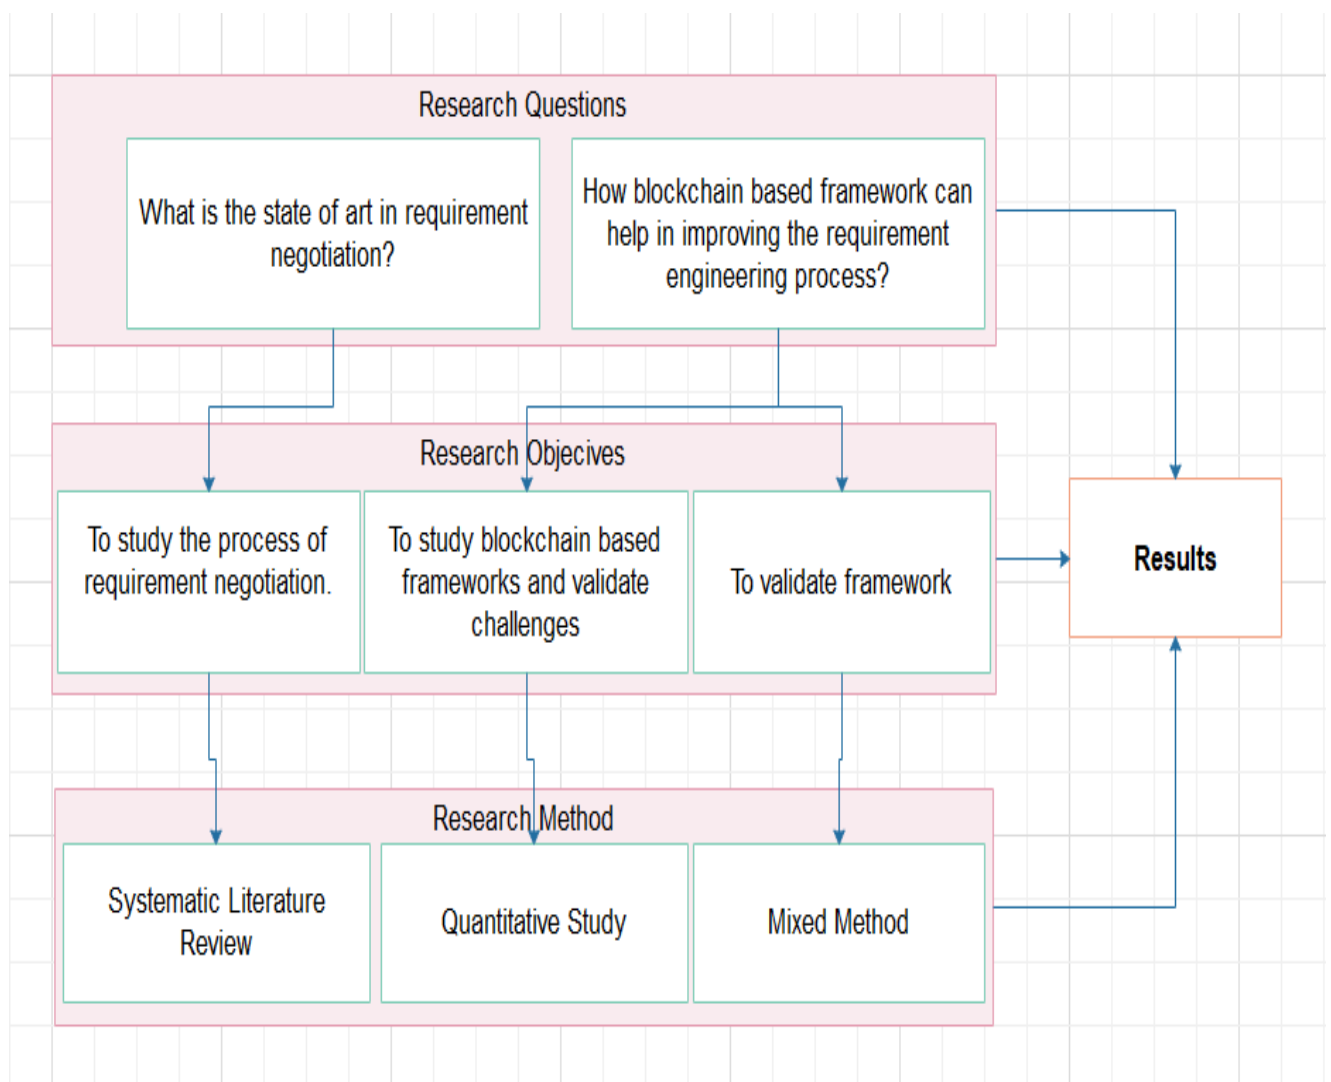 Research Questions
What is the state of art in requirement
negotiation?
How blockchain based framework can
help in improving the requirement
engineering process?
Research Objecives
To study the process of
requirement negotiation.
To study blockchain based
frameworks and validate
challenges
To validate framework
Results
Research Method
Systematic Literature
Review
Quantitative Study
Mixed Method